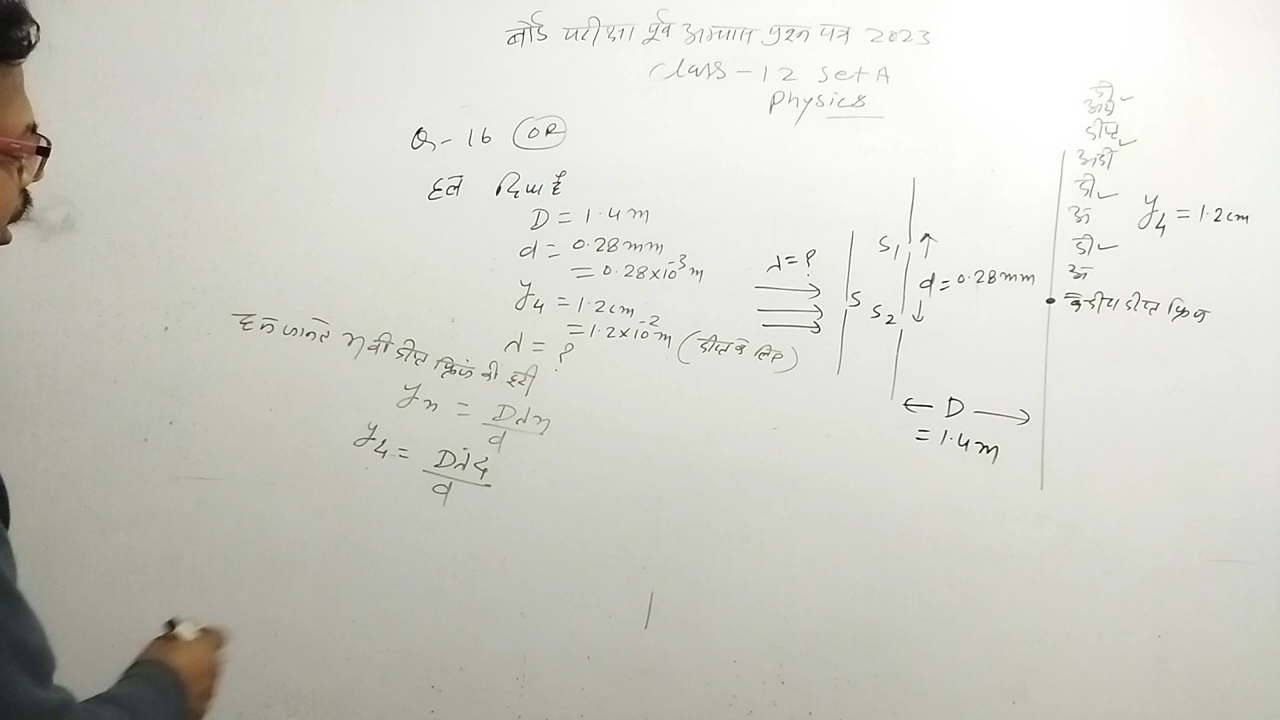 बोर्ड परीक्षा पूर्व अभ्यास प्रश्न पत्र 2023
Class - 12 Set A
Physics
Q - 16 OR
हल दिया है
D = 1.4 m
d = 0.28 mm
= 0.28×10⁻³ m
y₄ = 1.2 cm
= 1.2×10⁻² m (दीप्त के लिए)
λ = ?
हम जानते n वी दीप्त फ्रिंज की दूरी
yₙ = Dλn / d
y₄ = Dλ4 / d
λ = ?
S
S₁
S₂
d = 0.28 mm
← D →
= 1.4 m
दी
अदी
दीप्त
अदी
दी
अ
दी
अ
केन्द्रीय दीप्त फ्रिंज
y₄ = 1.2 cm